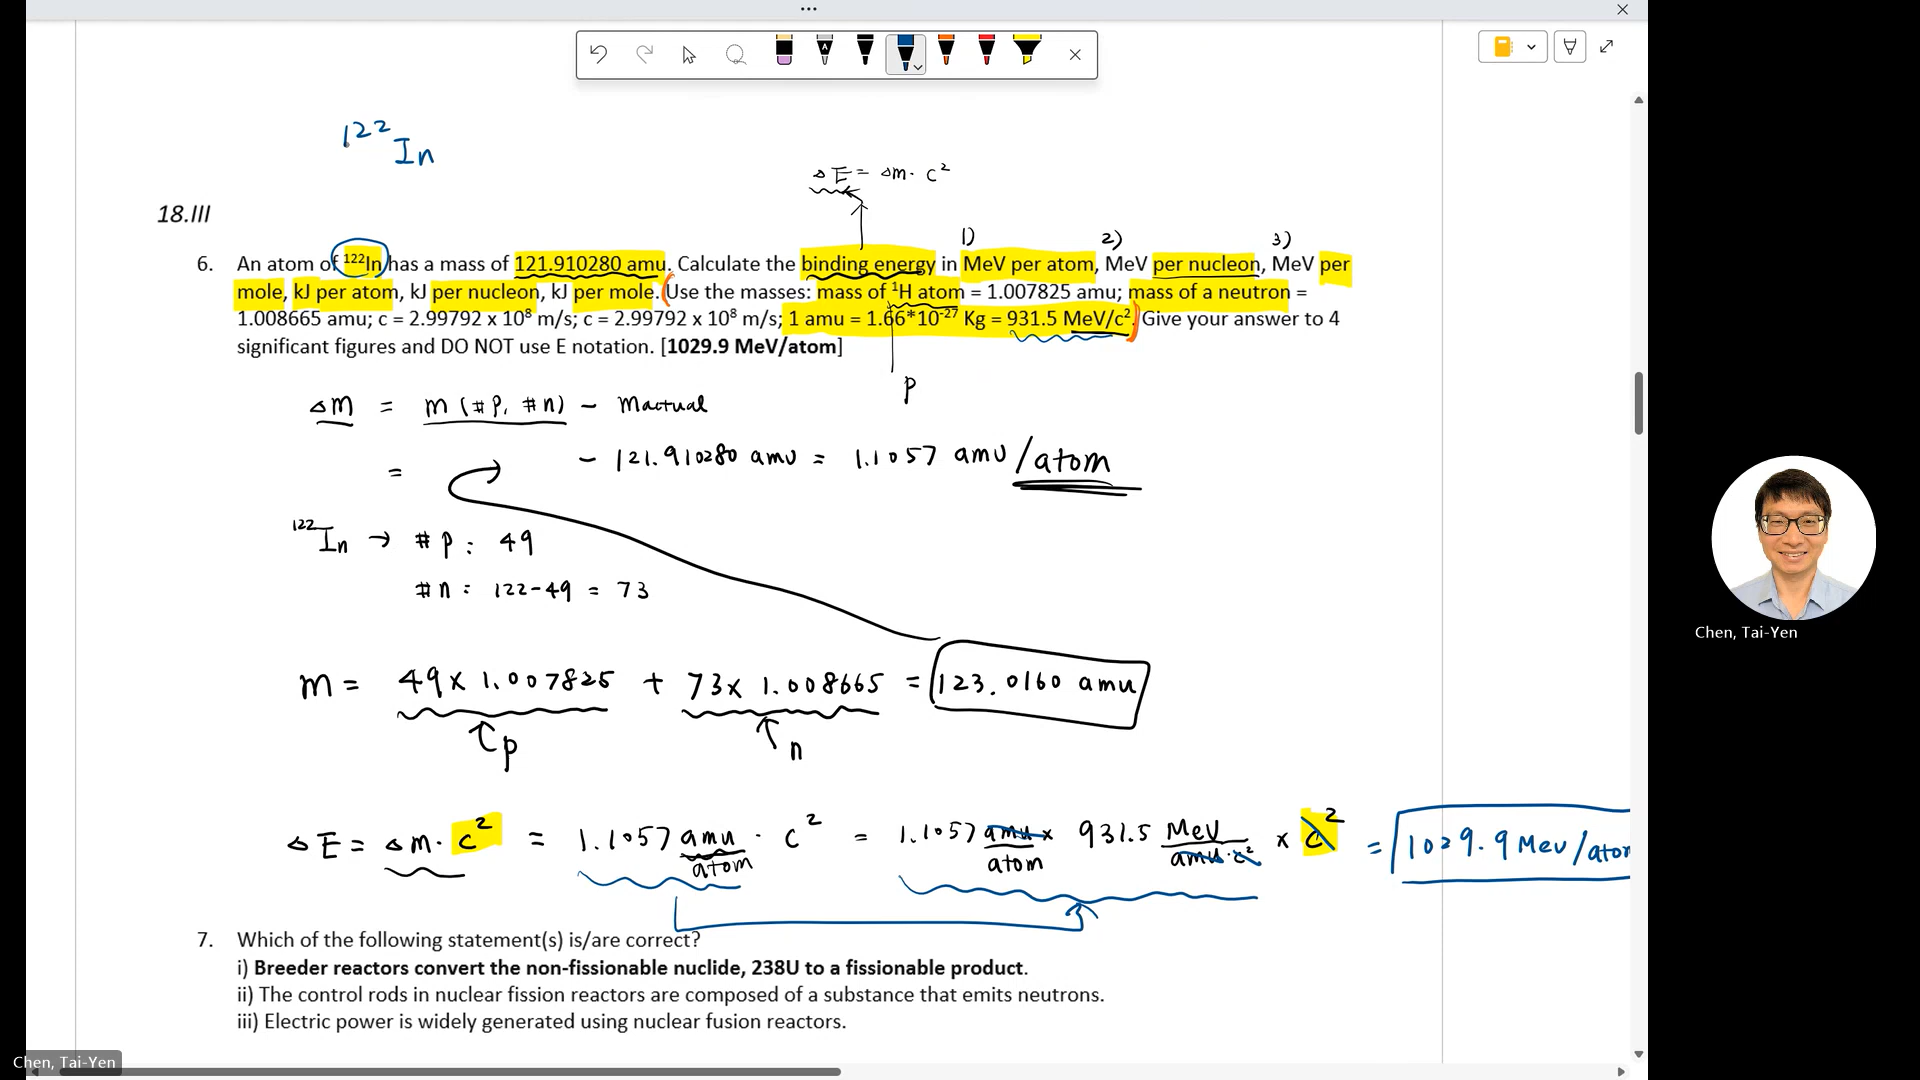 ¹²²In
ΔE = Δm · c²
18.III
1) 2) 3)
6. An atom of ¹²²In has a mass of 121.910280 amu. Calculate the binding energy in MeV per atom, MeV per nucleon, MeV per
mole, kJ per atom, kJ per nucleon, kJ per mole. (Use the masses: mass of ¹H atom = 1.007825 amu; mass of a neutron =
1.008665 amu; c = 2.99792 x 10⁸ m/s; c = 2.99792 x 10⁸ m/s; 1 amu = 1.66*10⁻²⁷ Kg = 931.5 MeV/c².) Give your answer to 4
significant figures and DO NOT use E notation. [1029.9 MeV/atom]
p
Δm = m (#p, #n) − mactual
= − 121.910280 amu = 1.1057 amu /atom
¹²²In → #p : 49
#n : 122-49 = 73
m = 49 x 1.007825 + 73 x 1.008665 = 123.0160 amu
p n
ΔE = Δm · c² = 1.1057 amu/atom · c² = 1.1057 amu/atom x 931.5 MeV/amu·c² x c² = 1029.9 Mev/atom
7. Which of the following statement(s) is/are correct?
i) Breeder reactors convert the non-fissionable nuclide, 238U to a fissionable product.
ii) The control rods in nuclear fission reactors are composed of a substance that emits neutrons.
iii) Electric power is widely generated using nuclear fusion reactors.
Chen, Tai-Yen
Chen, Tai-Yen